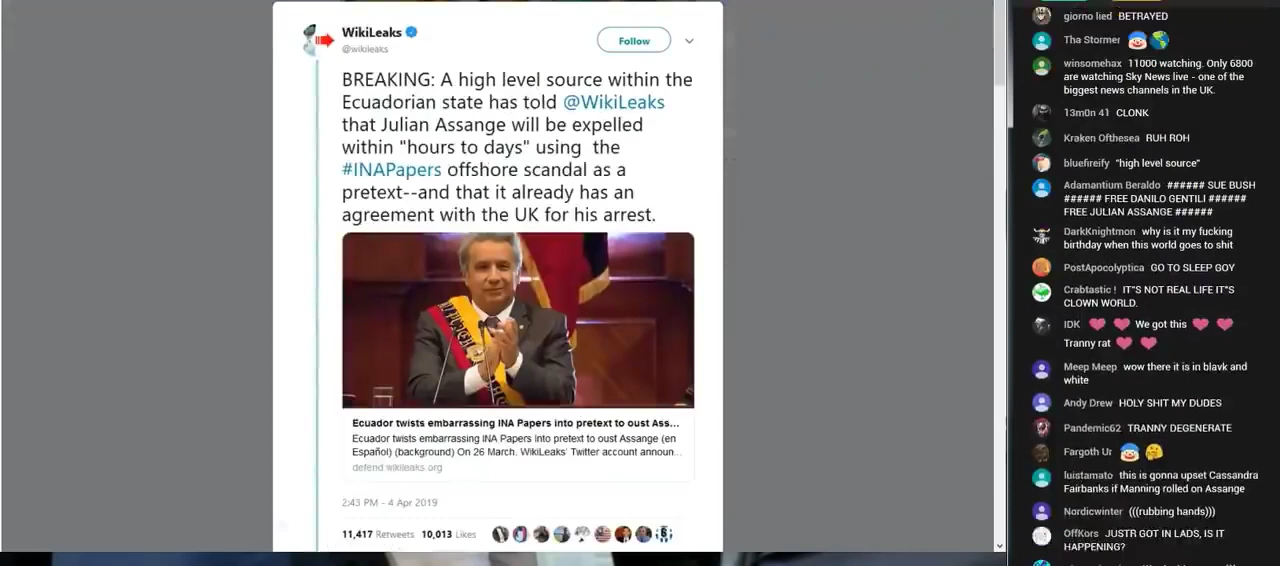 WikiLeaks
@wikileaks
Follow
BREAKING: A high level source within the
Ecuadorian state has told @WikiLeaks
that Julian Assange will be expelled
within "hours to days" using the
#INAPapers offshore scandal as a
pretext--and that it already has an
agreement with the UK for his arrest.
Ecuador twists embarrassing INA Papers into pretext to oust Ass...
Ecuador twists embarrassing INA Papers into pretext to oust Assange (en
Español) (background) On 26 March. WikiLeaks' Twitter account announ...
defend.wikileaks.org
2:43 PM - 4 Apr 2019
11,417 Retweets 10,013 Likes
giorno lied BETRAYED
Tha Stormer
winsomehax 11000 watching. Only 6800
are watching Sky News live - one of the
biggest news channels in the UK.
13m0n 41 CLONK
Kraken Ofthesea RUH ROH
bluefireify "high level source"
Adamantium Beraldo ###### SUE BUSH
###### FREE DANILO GENTILI ######
FREE JULIAN ASSANGE ######
DarkKnightmon why is it my fucking
birthday when this world goes to shit
PostApocolyptica GO TO SLEEP GOY
Crabtastic ! IT"S NOT REAL LIFE IT"S
CLOWN WORLD.
IDK We got this
Tranny rat
Meep Meep wow there it is in blavk and
white
Andy Drew HOLY SHIT MY DUDES
Pandemic62 TRANNY DEGENERATE
Fargoth Ur
luistamato this is gonna upset Cassandra
Fairbanks if Manning rolled on Assange
Nordicwinter (((rubbing hands)))
OffKors JUSTR GOT IN LADS, IS IT
HAPPENING?